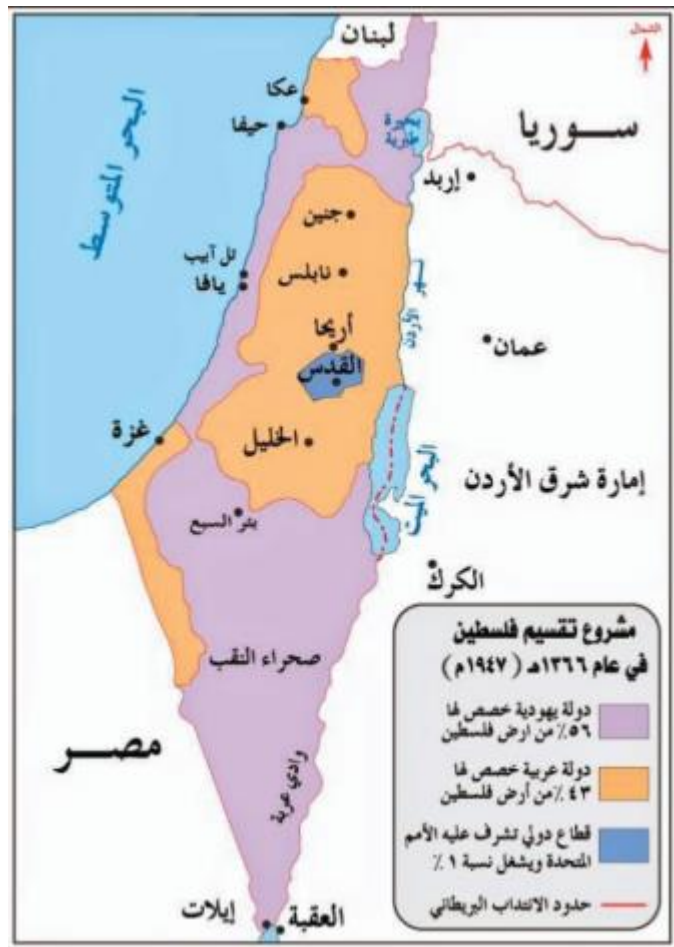 الشمال
لبنان
سوريا
عكا
حيفا
بحيرة
طبرية
البحر المتوسط
إربد
جنين
تل أبيب
يافا
نابلس
نهر الأردن
أريحا
القدس
عمان
غزة
الخليل
البحر الميت
إمارة شرق الأردن
بئر السبع
الكرك
صحراء النقب
مصر
وادي عربة
إيلات
العقبة
مشروع تقسيم فلسطين
في عام ١٣٦٦هـ (١٩٤٧م)
دولة يهودية خصص لها
٥٦٪ من ارض فلسطين
دولة عربية خصص لها
٤٣٪ من أرض فلسطين
قطاع دولي تشرف عليه الأمم
المتحدة ويشغل نسبة ١٪
حدود الانتداب البريطاني